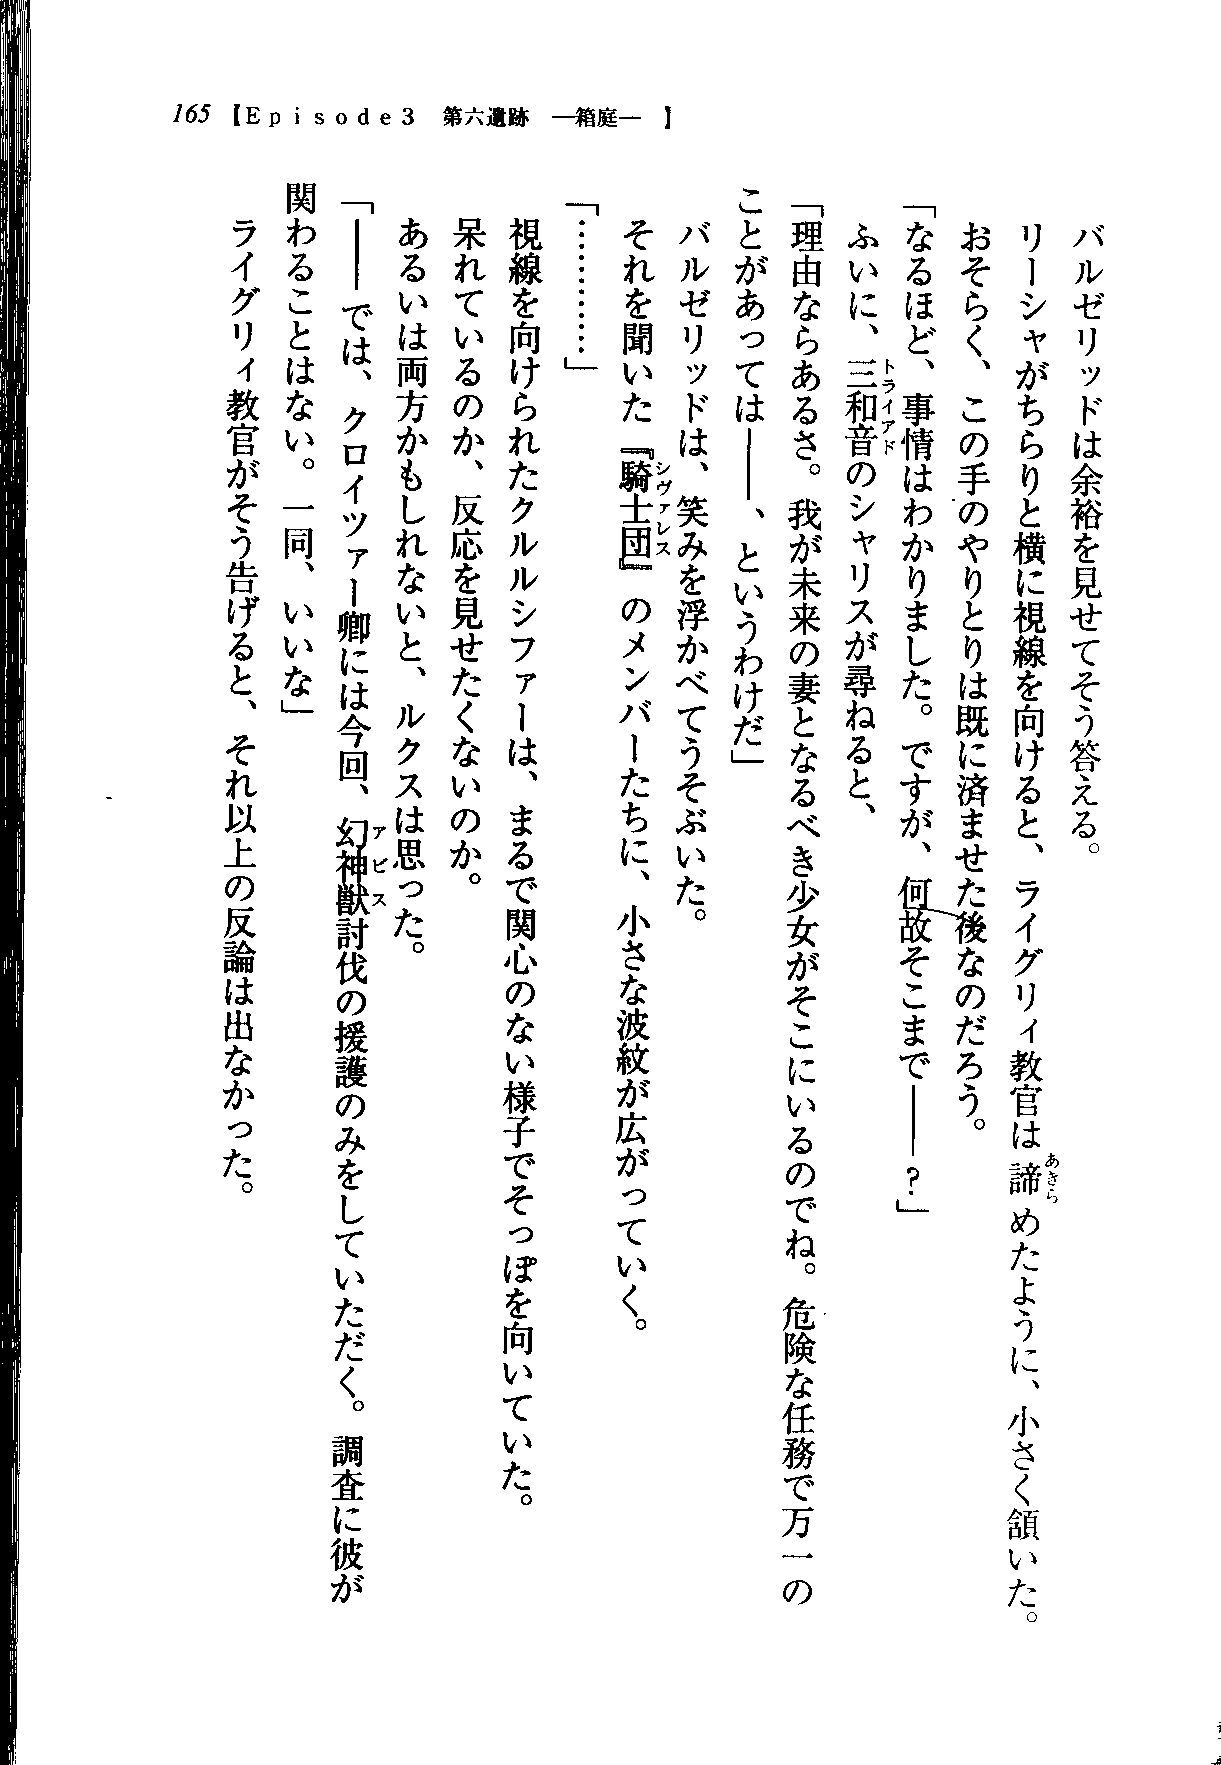 165 【Episode3 第六遺跡 ―箱庭― 】
バルゼリッドは余裕を見せてそう答える。
リーシャがちらりと横に視線を向けると、ライグリィ教官は諦めたように、小さく頷いた。
おそらく、この手のやりとりは既に済ませた後なのだろう。
「なるほど、事情はわかりました。ですが、何故そこまで――?」
ふいに、三和音のシャリスが尋ねると、
「理由ならあるさ。我が未来の妻となるべき少女がそこにいるのでね。危険な任務で万一の
ことがあっては――、というわけだ」
バルゼリッドは、笑みを浮かべてうそぶいた。
それを聞いた『騎士団』のメンバーたちに、小さな波紋が広がっていく。
「…………」
視線を向けられたクルルシファーは、まるで関心のない様子でそっぽを向いていた。
呆れているのか、反応を見せたくないのか。
あるいは両方かもしれないと、ルクスは思った。
「――では、クロイツァー卿には今回、幻神獣討伐の援護のみをしていただく。調査に彼が
関わることはない。一同、いいな」
ライグリィ教官がそう告げると、それ以上の反論は出なかった。
あきら
トライアド
シヴァレス
アビス